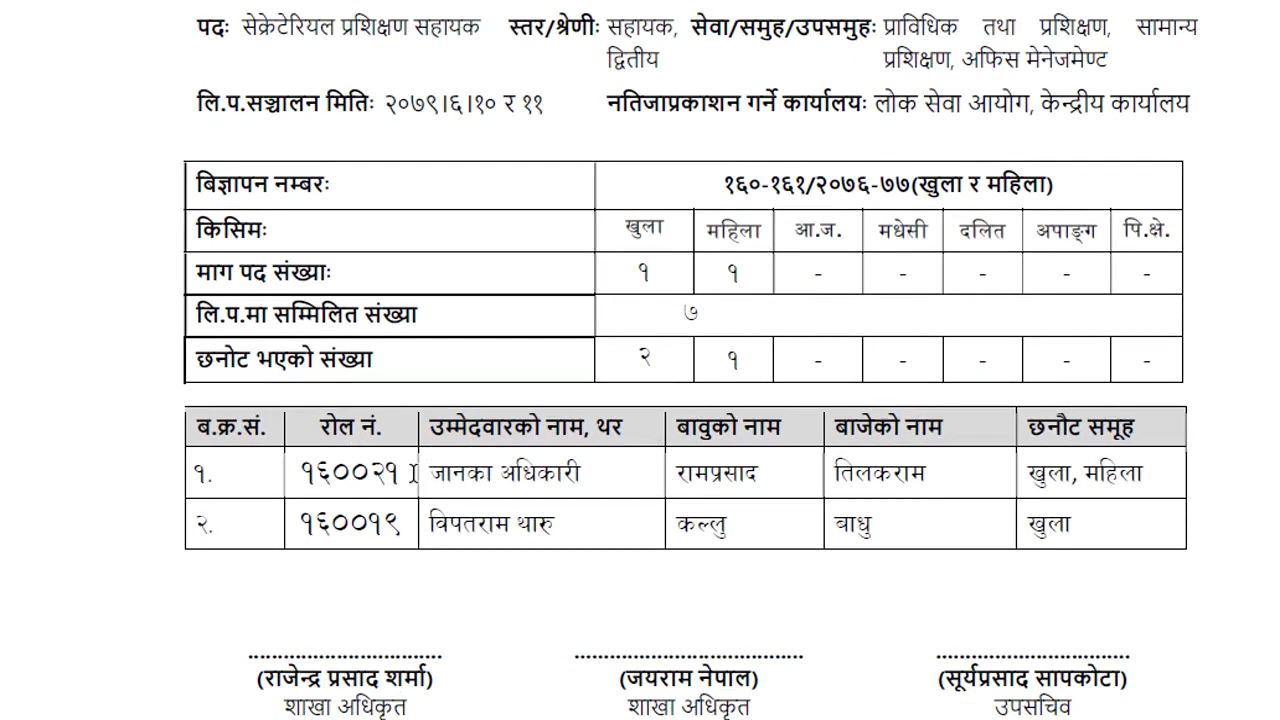 पदः सेक्रेटेरियल प्रशिक्षण सहायक स्तर/श्रेणीः सहायक, सेवा/समुह/उपसमुहः प्राविधिक तथा प्रशिक्षण, सामान्य
द्वितीय प्रशिक्षण, अफिस मेनेजमेण्ट
लि.प.सञ्चालन मितिः २०७९।६।१० र ११ नतिजाप्रकाशन गर्ने कार्यालयः लोक सेवा आयोग, केन्द्रीय कार्यालय
बिज्ञापन नम्बरः १६०-१६१/२०७६-७७(खुला र महिला)
किसिमः खुला महिला आ.ज. मधेसी दलित अपाङ्ग पि.क्षे.
माग पद संख्याः १ १ - - - - -
लि.प.मा सम्मिलित संख्या ७
छनोट भएको संख्या २ १ - - - - -
ब.क्र.सं. रोल नं. उम्मेदवारको नाम, थर बावुको नाम बाजेको नाम छनौट समूह
१. १६००२१ जानका अधिकारी रामप्रसाद तिलकराम खुला, महिला
२. १६००१९ विपतराम थारु कल्लु बाधु खुला
................................. ....................................... .................................
(राजेन्द्र प्रसाद शर्मा) (जयराम नेपाल) (सूर्यप्रसाद सापकोटा)
शाखा अधिकृत शाखा अधिकृत उपसचिव